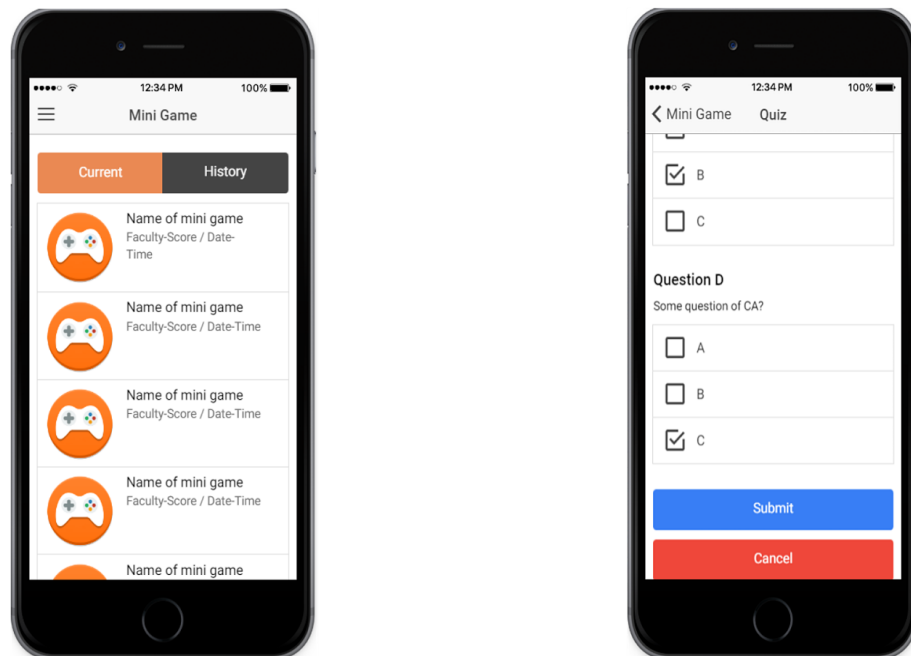 12:34 PM
100%
Mini Game
Current
History
Name of mini game
Faculty-Score / Date-
Time
Name of mini game
Faculty-Score / Date-Time
Name of mini game
Faculty-Score / Date-Time
Name of mini game
Faculty-Score / Date-Time
Name of mini game
12:34 PM
100%
Mini Game
Quiz
B
C
Question D
Some question of CA?
A
B
C
Submit
Cancel